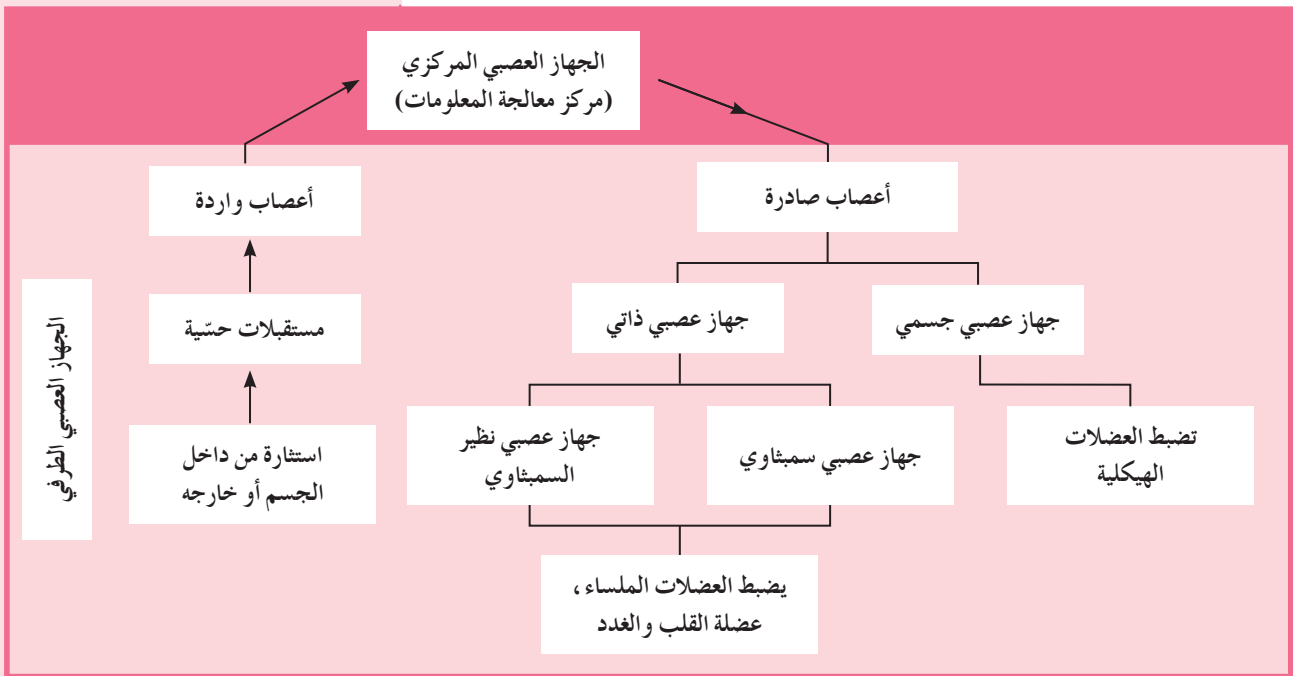 الجهاز العصبي المركزي
(مركز معالجة المعلومات)
أعصاب صادرة
أعصاب واردة
جهاز عصبي جسمي
جهاز عصبي ذاتي
مستقبلات حسّية
الجهاز العصبي الطرفي
تضبط العضلات
الهيكلية
جهاز عصبي سمبثاوي
جهاز عصبي نظير
السمبثاوي
استثارة من داخل
الجسم أو خارجه
يضبط العضلات الملساء ،
عضلة القلب والغدد